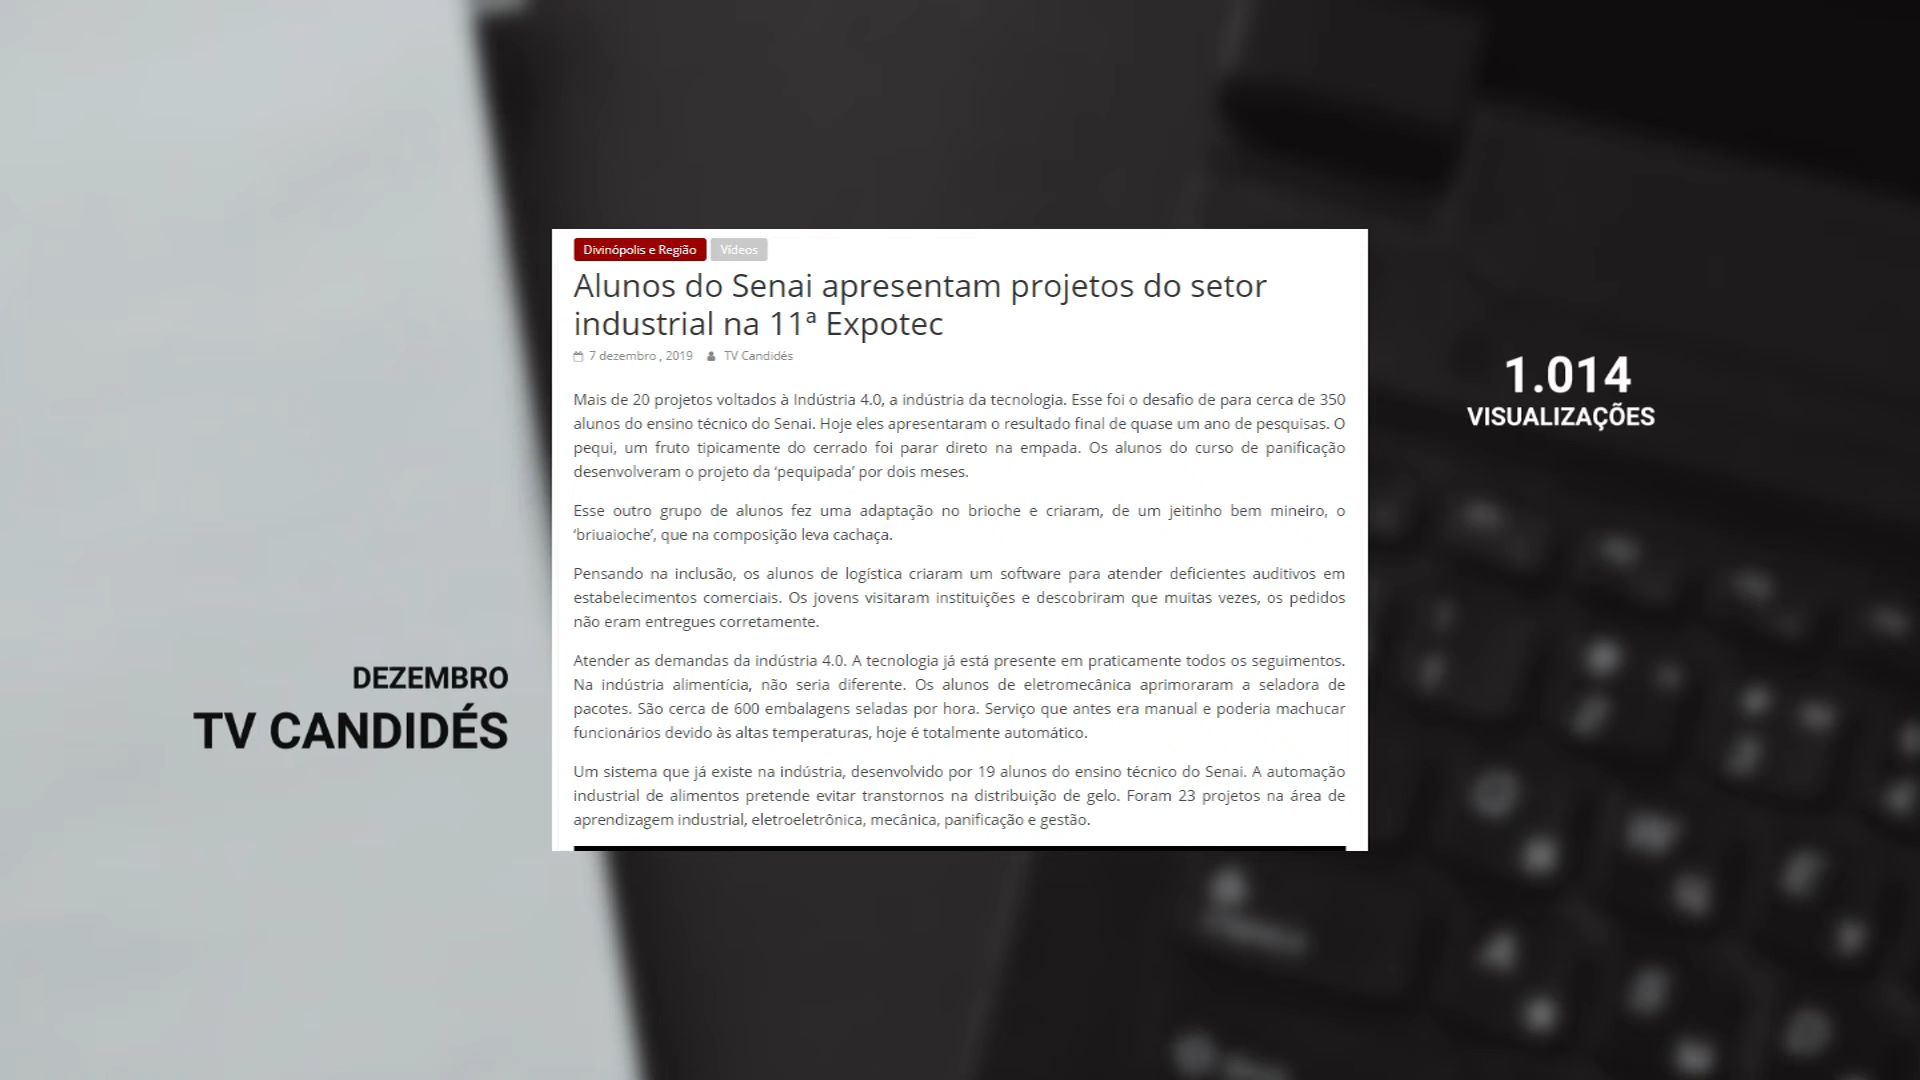 Divinópolis e Região Vídeos
Alunos do Senai apresentam projetos do setor
industrial na 11ª Expotec
7 dezembro , 2019 TV Candidés
Mais de 20 projetos voltados à Indústria 4.0, a indústria da tecnologia. Esse foi o desafio de para cerca de 350
alunos do ensino técnico do Senai. Hoje eles apresentaram o resultado final de quase um ano de pesquisas. O
pequi, um fruto tipicamente do cerrado foi parar direto na empada. Os alunos do curso de panificação
desenvolveram o projeto da ‘pequipada’ por dois meses.
Esse outro grupo de alunos fez uma adaptação no brioche e criaram, de um jeitinho bem mineiro, o
‘briuaioche’, que na composição leva cachaça.
Pensando na inclusão, os alunos de logística criaram um software para atender deficientes auditivos em
estabelecimentos comerciais. Os jovens visitaram instituições e descobriram que muitas vezes, os pedidos
não eram entregues corretamente.
Atender as demandas da indústria 4.0. A tecnologia já está presente em praticamente todos os seguimentos.
Na indústria alimentícia, não seria diferente. Os alunos de eletromecânica aprimoraram a seladora de
pacotes. São cerca de 600 embalagens seladas por hora. Serviço que antes era manual e poderia machucar
funcionários devido às altas temperaturas, hoje é totalmente automático.
Um sistema que já existe na indústria, desenvolvido por 19 alunos do ensino técnico do Senai. A automação
industrial de alimentos pretende evitar transtornos na distribuição de gelo. Foram 23 projetos na área de
aprendizagem industrial, eletroeletrônica, mecânica, panificação e gestão.
DEZEMBRO
TV CANDIDÉS
1.014
VISUALIZAÇÕES